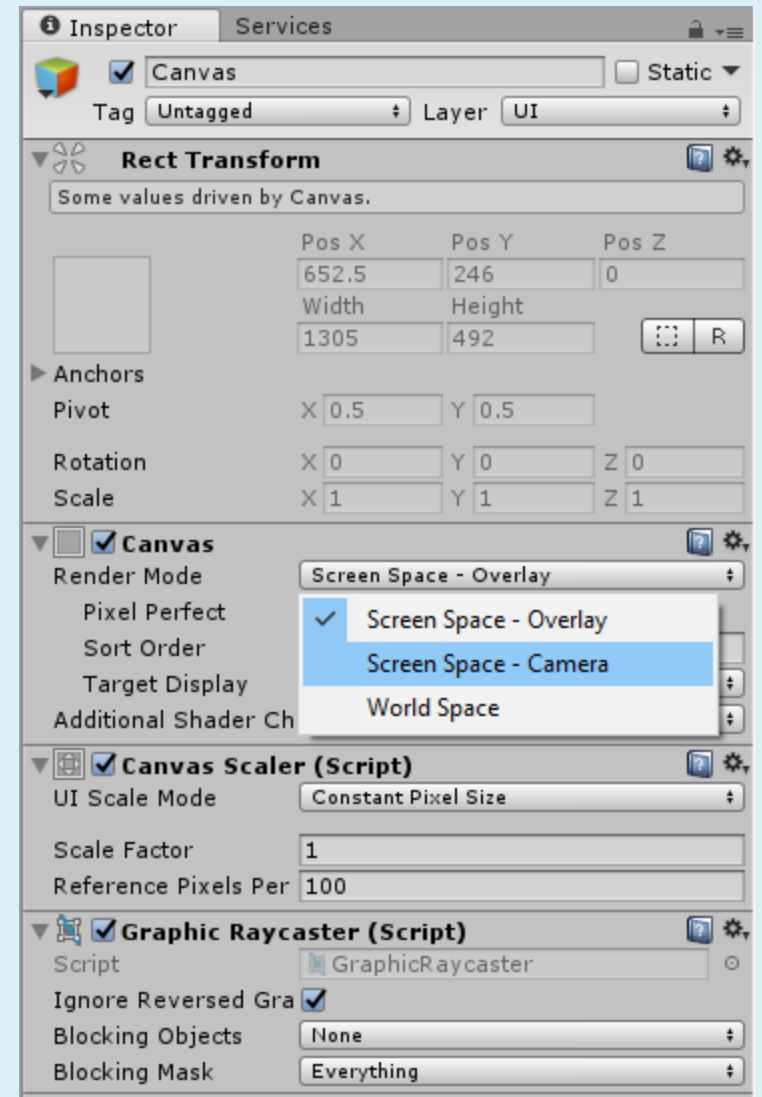 Inspector Services
Canvas Static
Tag Untagged Layer UI
Rect Transform
Some values driven by Canvas.
Pos X Pos Y Pos Z
652.5 246 0
Width Height
1305 492
R
Anchors
Pivot X 0.5 Y 0.5
Rotation X 0 Y 0 Z 0
Scale X 1 Y 1 Z 1
Canvas
Render Mode Screen Space - Overlay
Pixel Perfect Screen Space - Overlay
Sort Order Screen Space - Camera
Target Display World Space
Additional Shader Ch
Canvas Scaler (Script)
UI Scale Mode Constant Pixel Size
Scale Factor 1
Reference Pixels Per 100
Graphic Raycaster (Script)
Script GraphicRaycaster
Ignore Reversed Gra
Blocking Objects None
Blocking Mask Everything